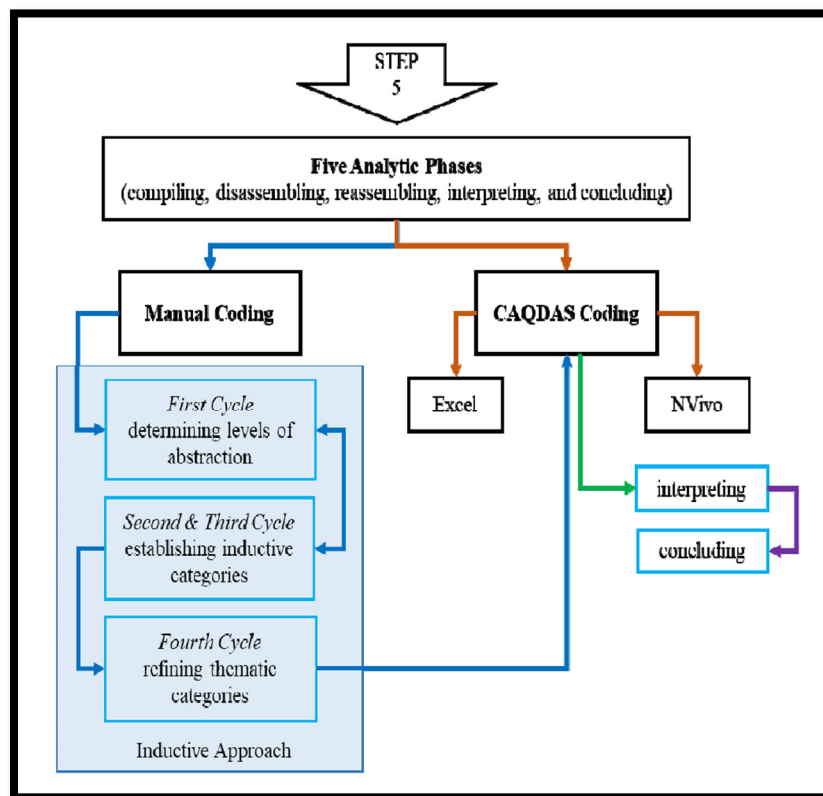 STEP
5
Five Analytic Phases
(compiling, disassembling, reassembling, interpreting, and concluding)
Manual Coding
CAQDAS Coding
First Cycle
determining levels of
abstraction
Excel
NVivo
Second & Third Cycle
establishing inductive
categories
interpreting
concluding
Fourth Cycle
refining thematic
categories
Inductive Approach